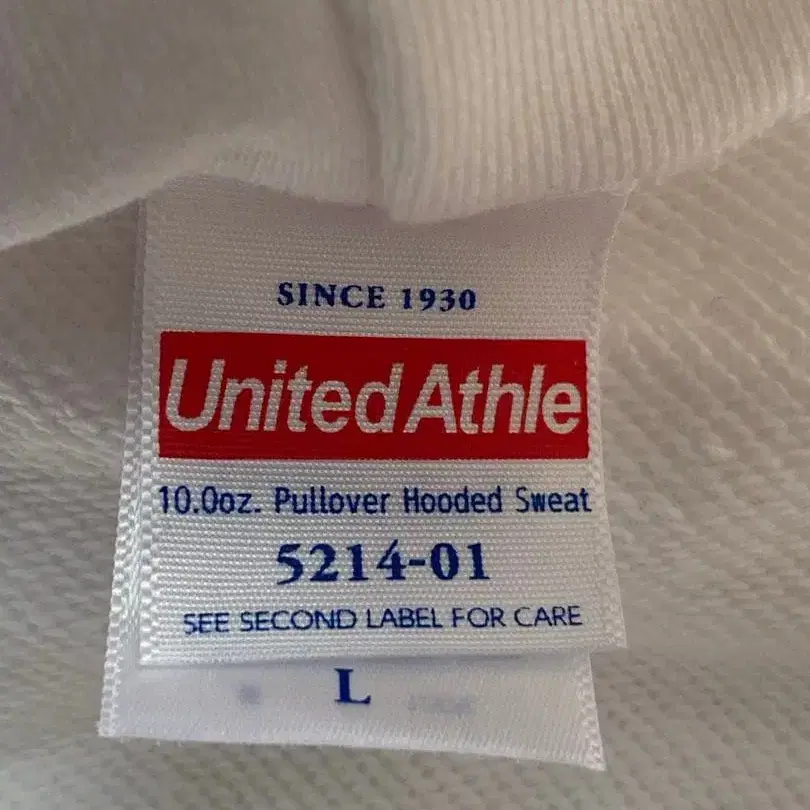 SINCE 1930
United Athle
10.0oz. Pullover Hooded Sweat
5214-01
SEE SECOND LABEL FOR CARE
L